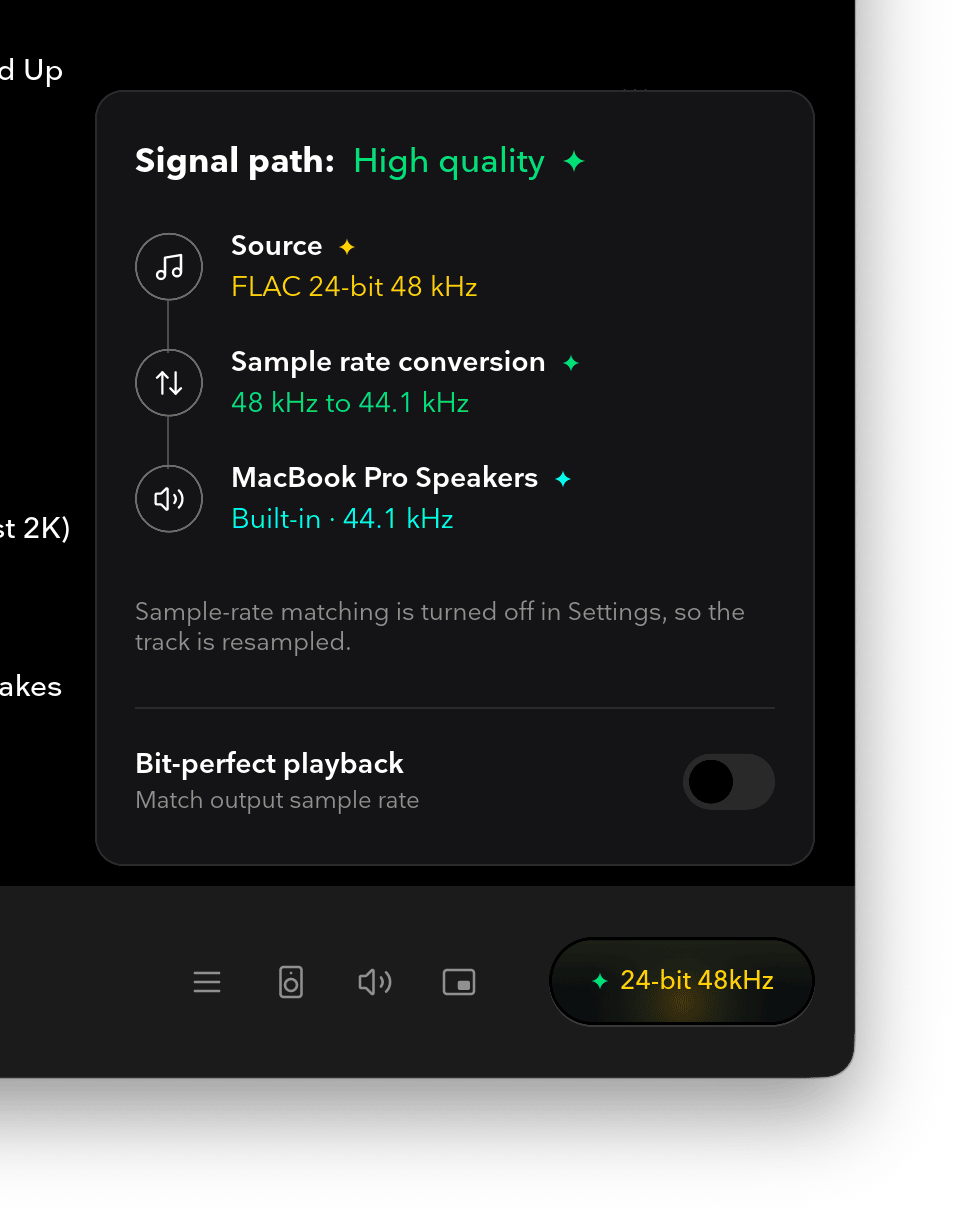 d Up
Signal path: High quality
Source
FLAC 24-bit 48 kHz
Sample rate conversion
48 kHz to 44.1 kHz
MacBook Pro Speakers
Built-in · 44.1 kHz
st 2K)
Sample-rate matching is turned off in Settings, so the
track is resampled.
akes
Bit-perfect playback
Match output sample rate
24-bit 48kHz